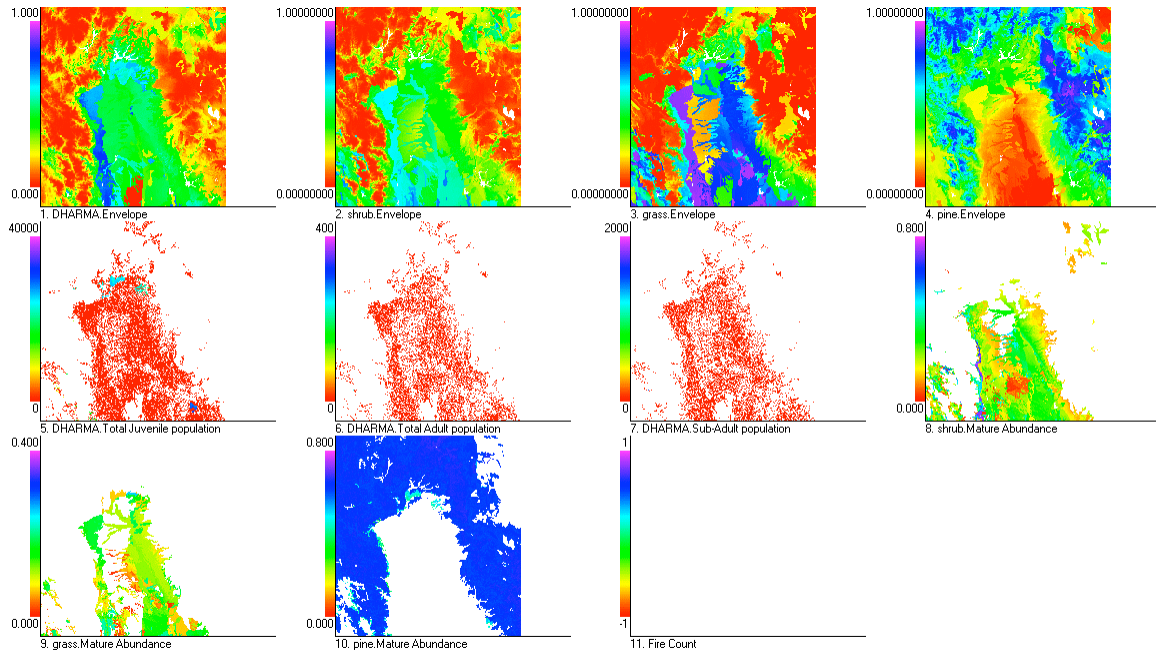 1.000
1.00000000
1.00000000
1.00000000
0.000
0.00000000
0.00000000
0.00000000
1. DHARMA.Envelope
2. shrub.Envelope
3. grass.Envelope
4. pine.Envelope
40000
400
2000
0.800
0
0
0
0.000
5. DHARMA.Total Juvenile population
6. DHARMA.Total Adult population
7. DHARMA.Sub-Adult population
8. shrub.Mature Abundance
0.400
0.800
1
0.000
0.000
-1
9. grass.Mature Abundance
10. pine.Mature Abundance
11. Fire Count